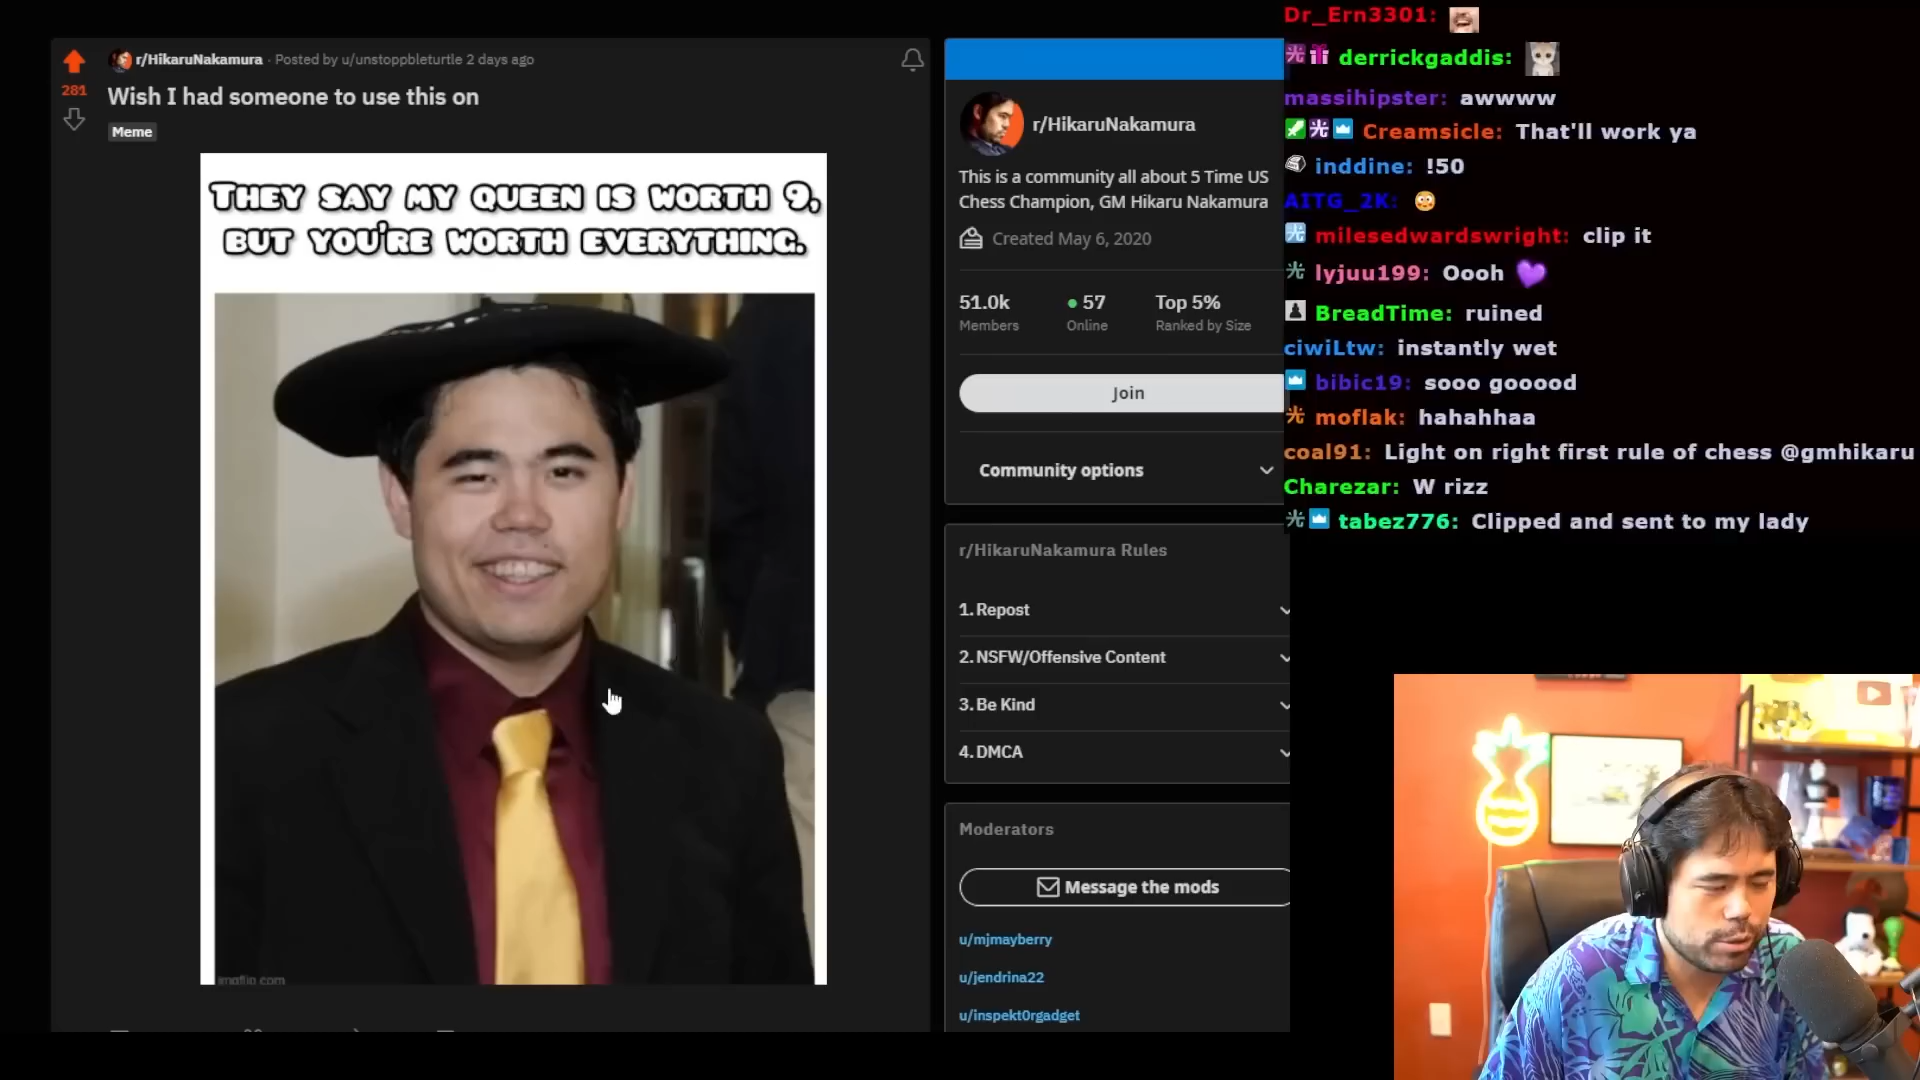 r/HikaruNakamura · Posted by u/unstoppbleturtle 2 days ago
281
Wish I had someone to use this on
Meme
THEY SAY MY QUEEN IS WORTH 9,
BUT YOU'RE WORTH EVERYTHING.
imgflip.com
r/HikaruNakamura
This is a community all about 5 Time US
Chess Champion, GM Hikaru Nakamura
Created May 6, 2020
51.0k
Members
57
Online
Top 5%
Ranked by Size
Join
Community options
r/HikaruNakamura Rules
1. Repost
2. NSFW/Offensive Content
3. Be Kind
4. DMCA
Moderators
Message the mods
u/mjmayberry
u/jendrina22
u/inspekt0rgadget
Dr_Ern3301:
derrickgaddis:
massihipster: awwww
光 Creamsicle: That'll work ya
inddine: !50
AITG_2K:
光 milesedwardswright: clip it
光 lyjuu199: Oooh
BreadTime: ruined
ciwiLtw: instantly wet
bibic19: sooo gooood
光 moflak: hahahhaa
coal91: Light on right first rule of chess @gmhikaru
Charezar: W rizz
光 tabez776: Clipped and sent to my lady